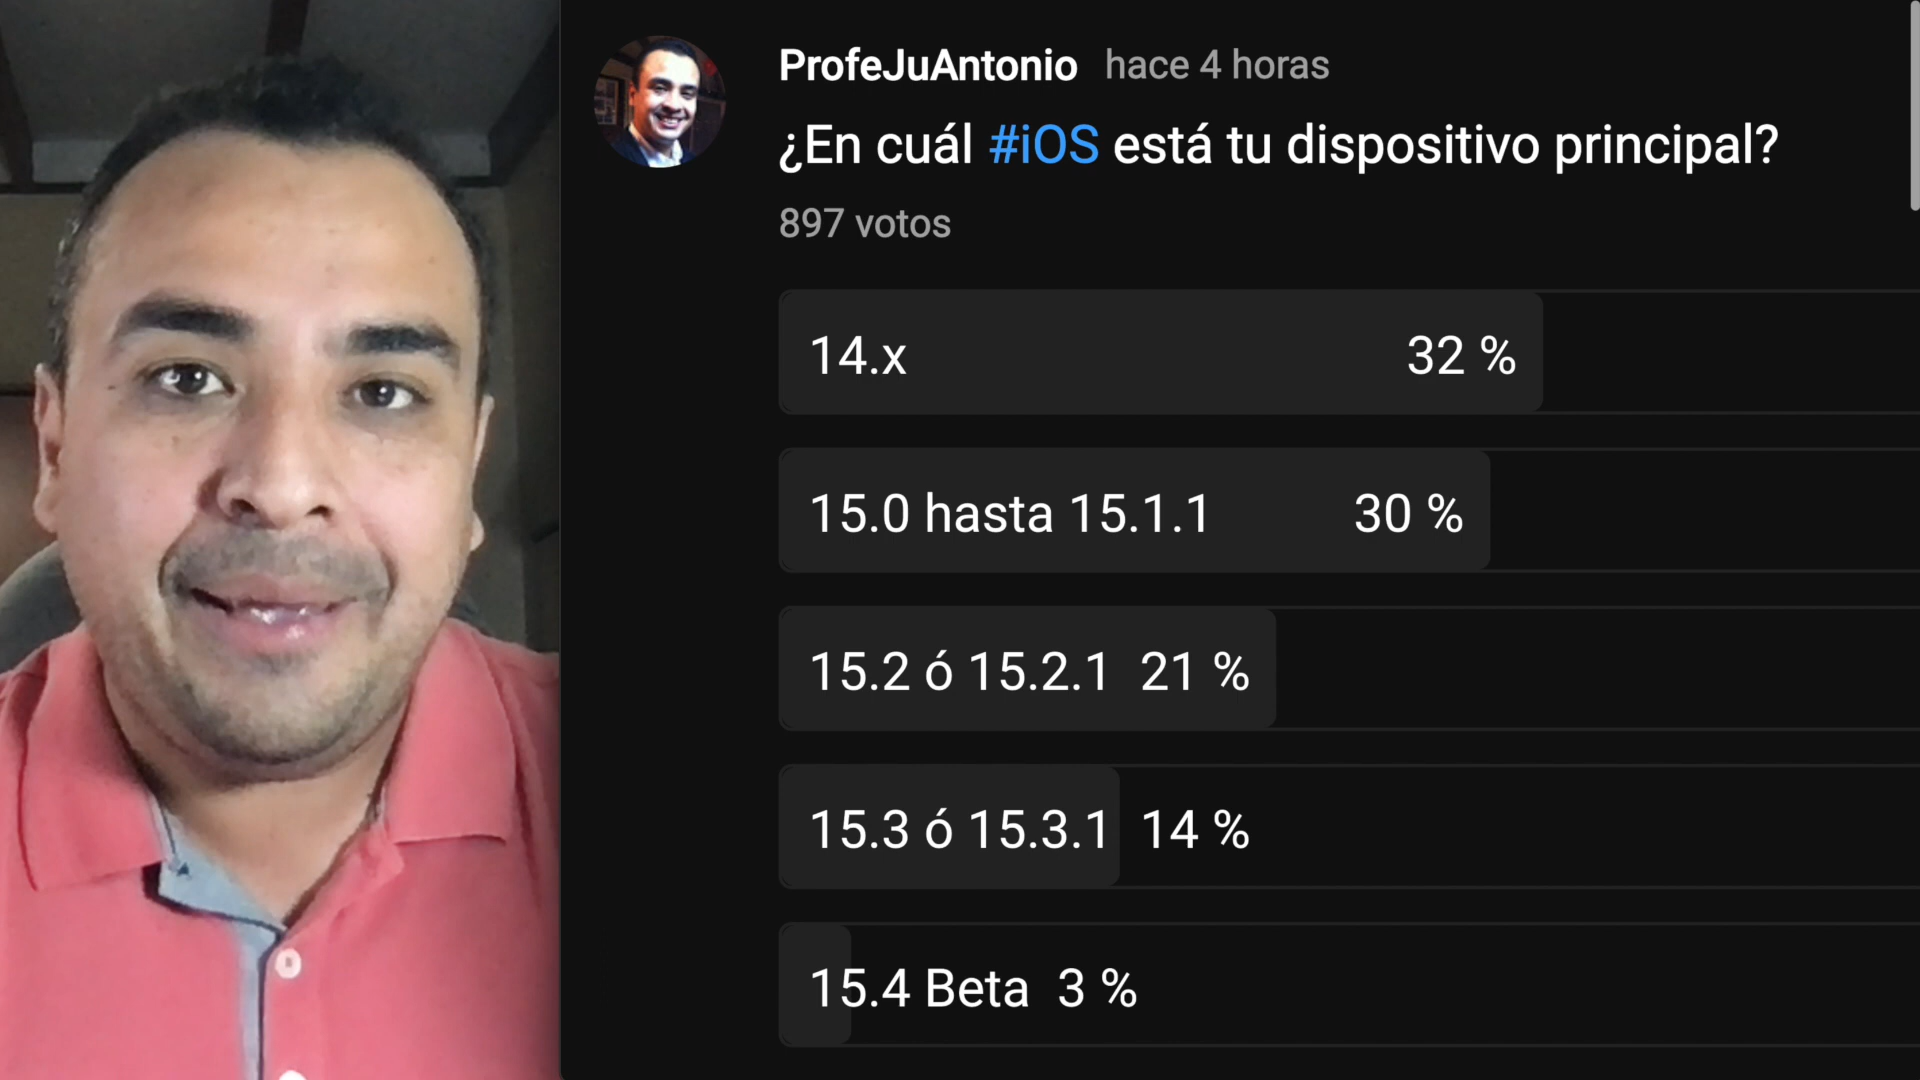 ProfeJuAntonio hace 4 horas
¿En cuál #iOS está tu dispositivo principal?
897 votos
14.x 32 %
15.0 hasta 15.1.1 30 %
15.2 ó 15.2.1 21 %
15.3 ó 15.3.1 14 %
15.4 Beta 3 %